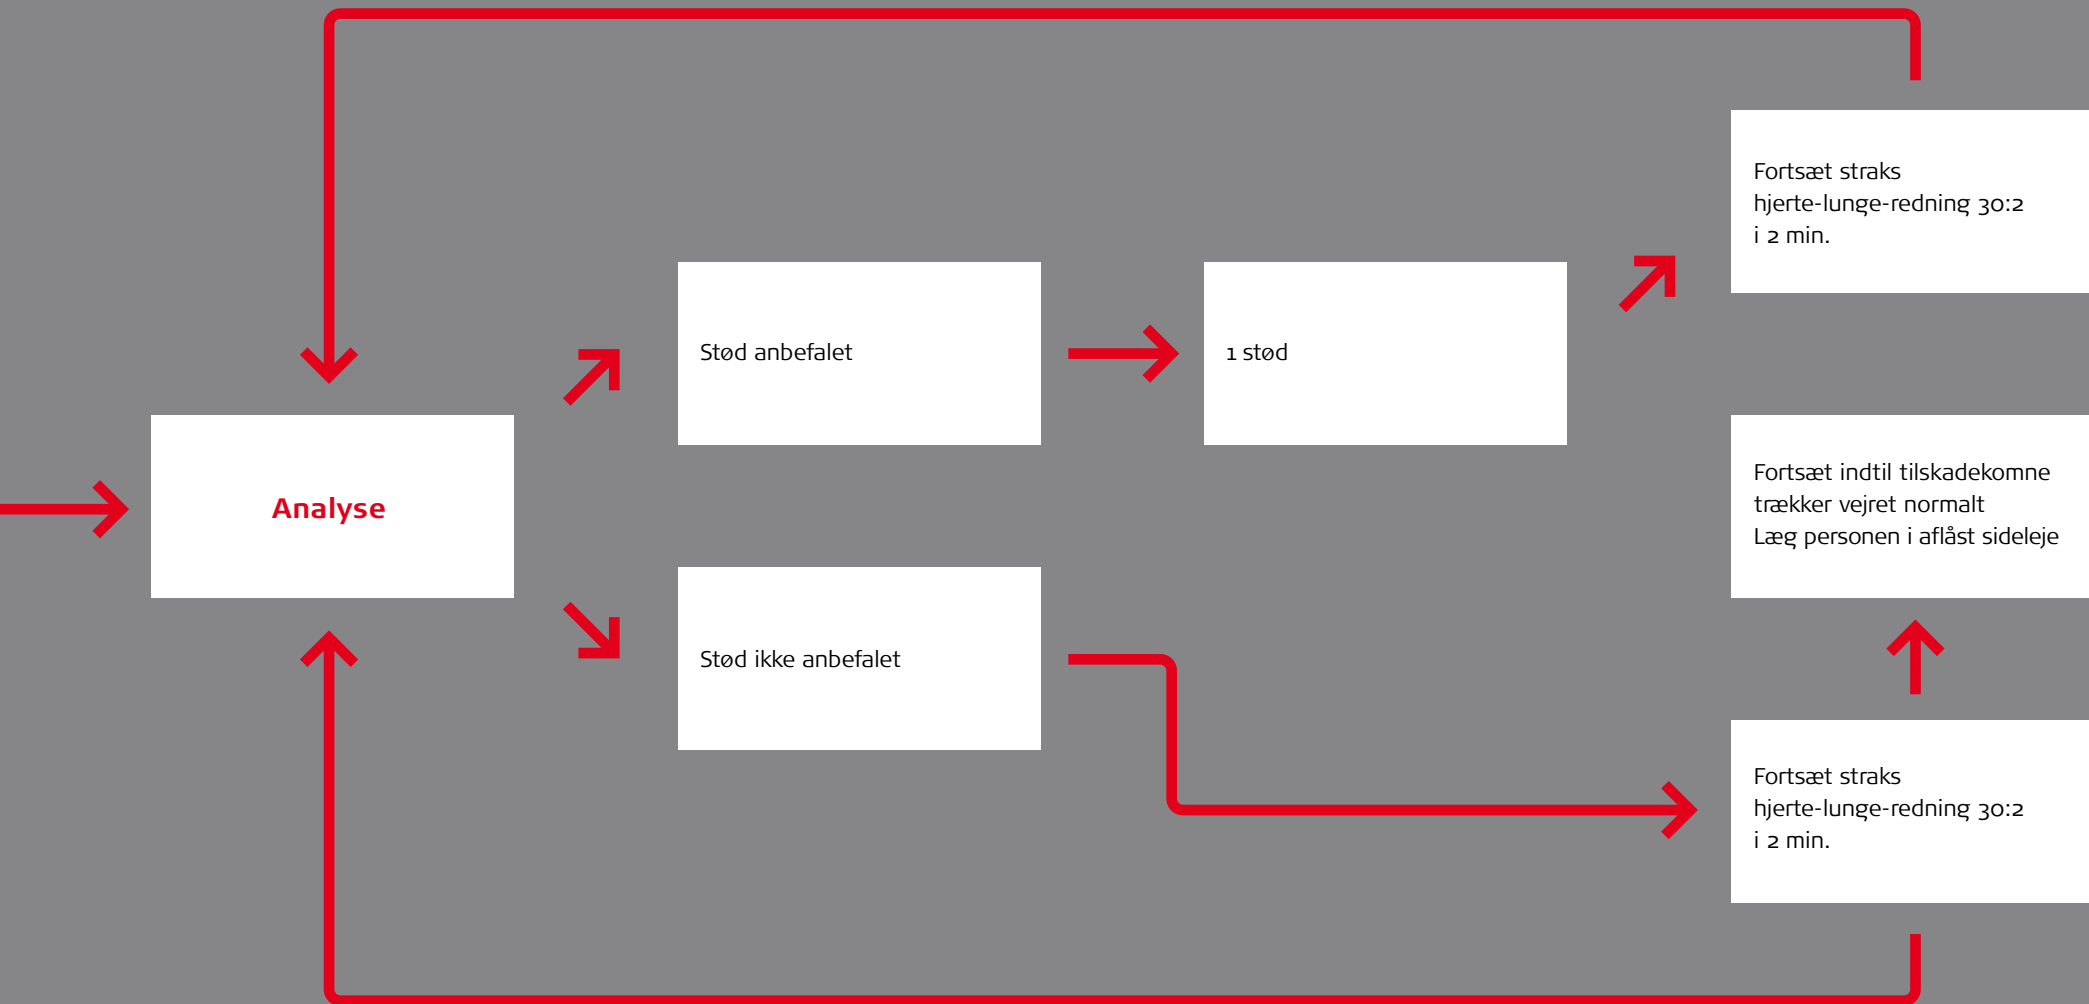 Analyse
Stød anbefalet
1 stød
Fortsæt straks
hjerte-lunge-redning 30:2
i 2 min.
Stød ikke anbefalet
Fortsæt straks
hjerte-lunge-redning 30:2
i 2 min.
Fortsæt indtil tilskadekomne
trækker vejret normalt
Læg personen i aflåst sideleje